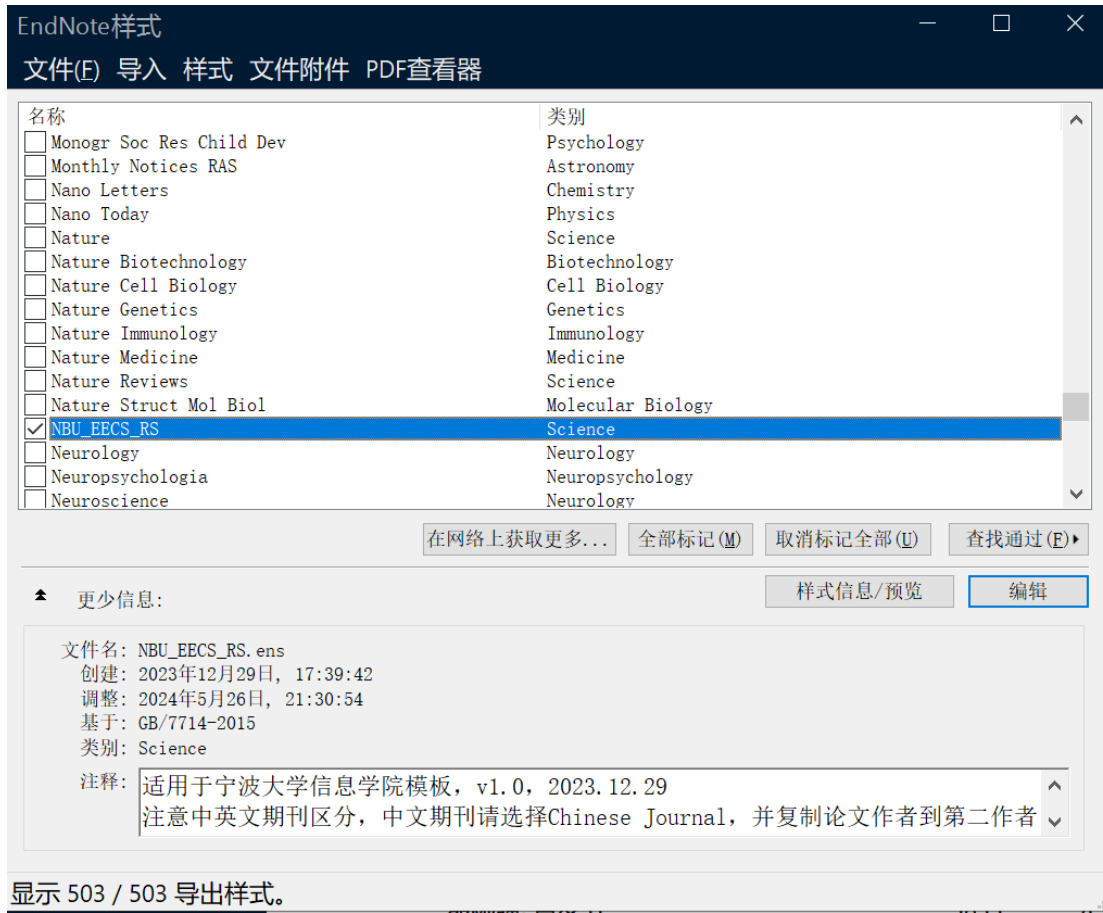 EndNote样式
文件(F) 导入 样式 文件附件 PDF查看器
名称 类别
Monogr Soc Res Child Dev Psychology
Monthly Notices RAS Astronomy
Nano Letters Chemistry
Nano Today Physics
Nature Science
Nature Biotechnology Biotechnology
Nature Cell Biology Cell Biology
Nature Genetics Genetics
Nature Immunology Immunology
Nature Medicine Medicine
Nature Reviews Science
Nature Struct Mol Biol Molecular Biology
NBU_EECS_RS Science
Neurology Neurology
Neuropsychologia Neuropsychology
Neuroscience Neurology
在网络上获取更多... 全部标记(M) 取消标记全部(U) 查找通过(F)
更少信息: 样式信息/预览 编辑
文件名: NBU_EECS_RS.ens
创建: 2023年12月29日, 17:39:42
调整: 2024年5月26日, 21:30:54
基于: GB/7714-2015
类别: Science
注释: 适用于宁波大学信息学院模板，v1.0，2023.12.29
注意中英文期刊区分，中文期刊请选择Chinese Journal，并复制论文作者到第二作者
显示 503 / 503 导出样式。